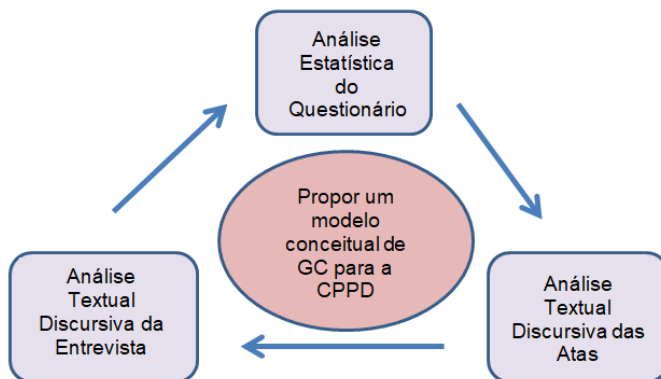 Análise
Estatística
do
Questionário
Propor um
modelo
conceitual de
GC para a
CPPD
Análise
Textual
Discursiva da
Entrevista
Análise
Textual
Discursiva das
Atas